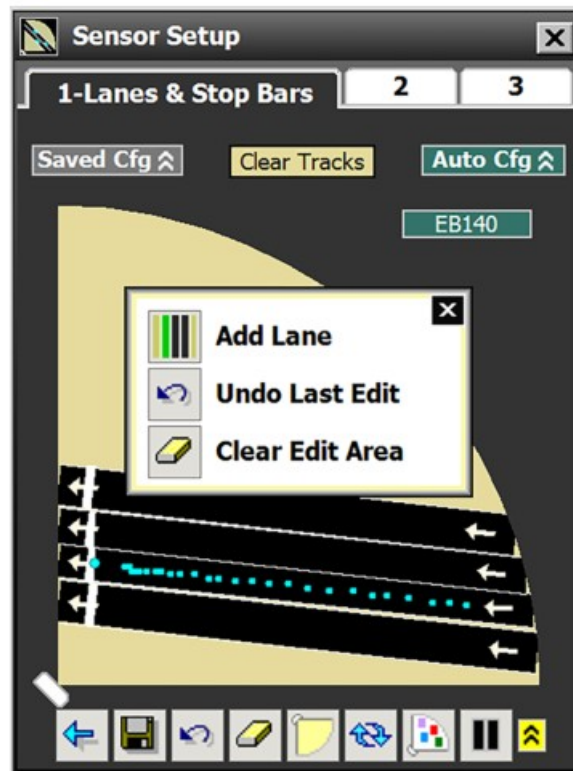 Sensor Setup
1-Lanes & Stop Bars 2 3
Saved Cfg Clear Tracks Auto Cfg
EB140
Add Lane
Undo Last Edit
Clear Edit Area